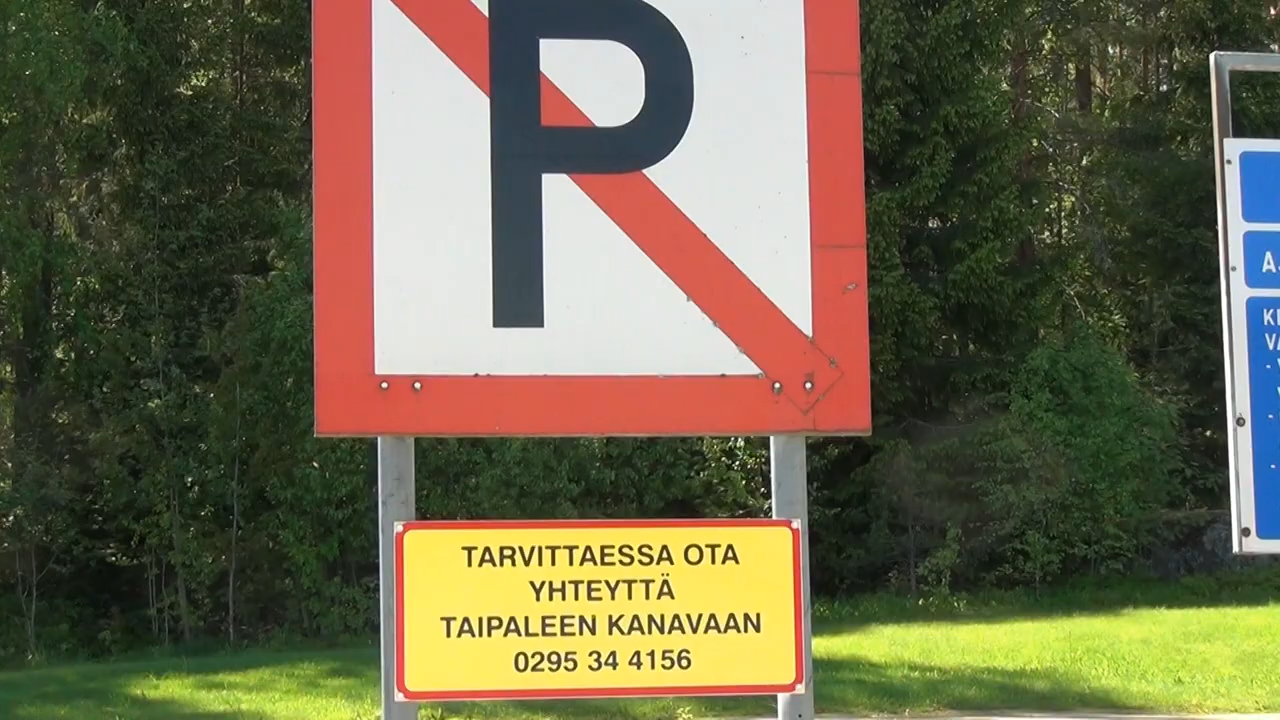 P
TARVITTAESSA OTA
YHTEYTTÄ
TAIPALEEN KANAVAAN
0295 34 4156